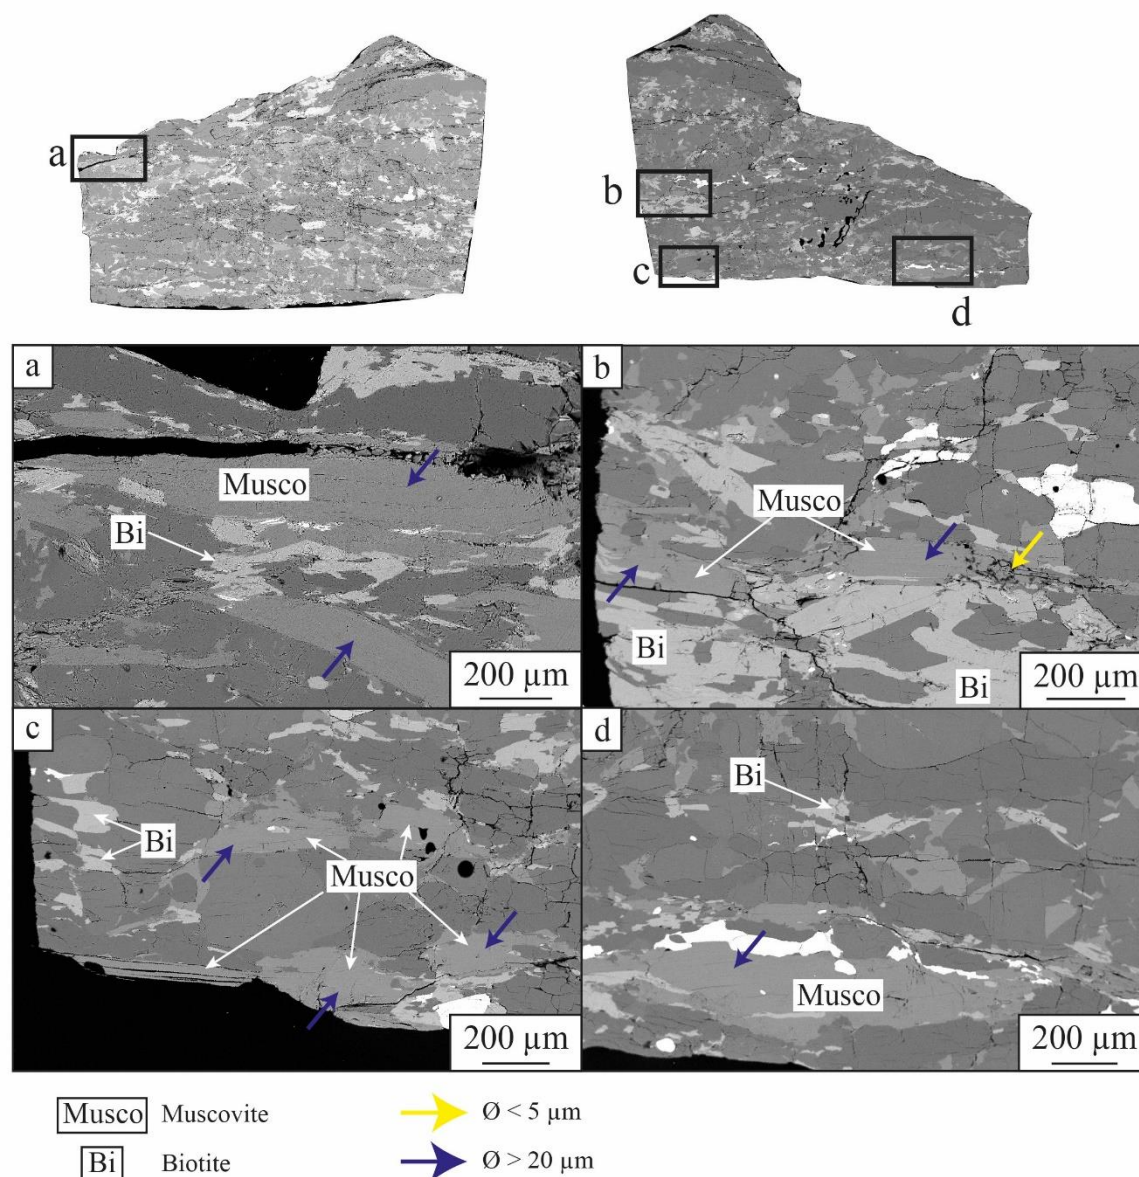 a
b
c
d
a
Musco
Bi
200 µm
b
Musco
Bi
Bi
200 µm
c
Bi
Musco
200 µm
d
Bi
Musco
200 µm
Musco Muscovite
Ø < 5 µm
Bi Biotite
Ø > 20 µm